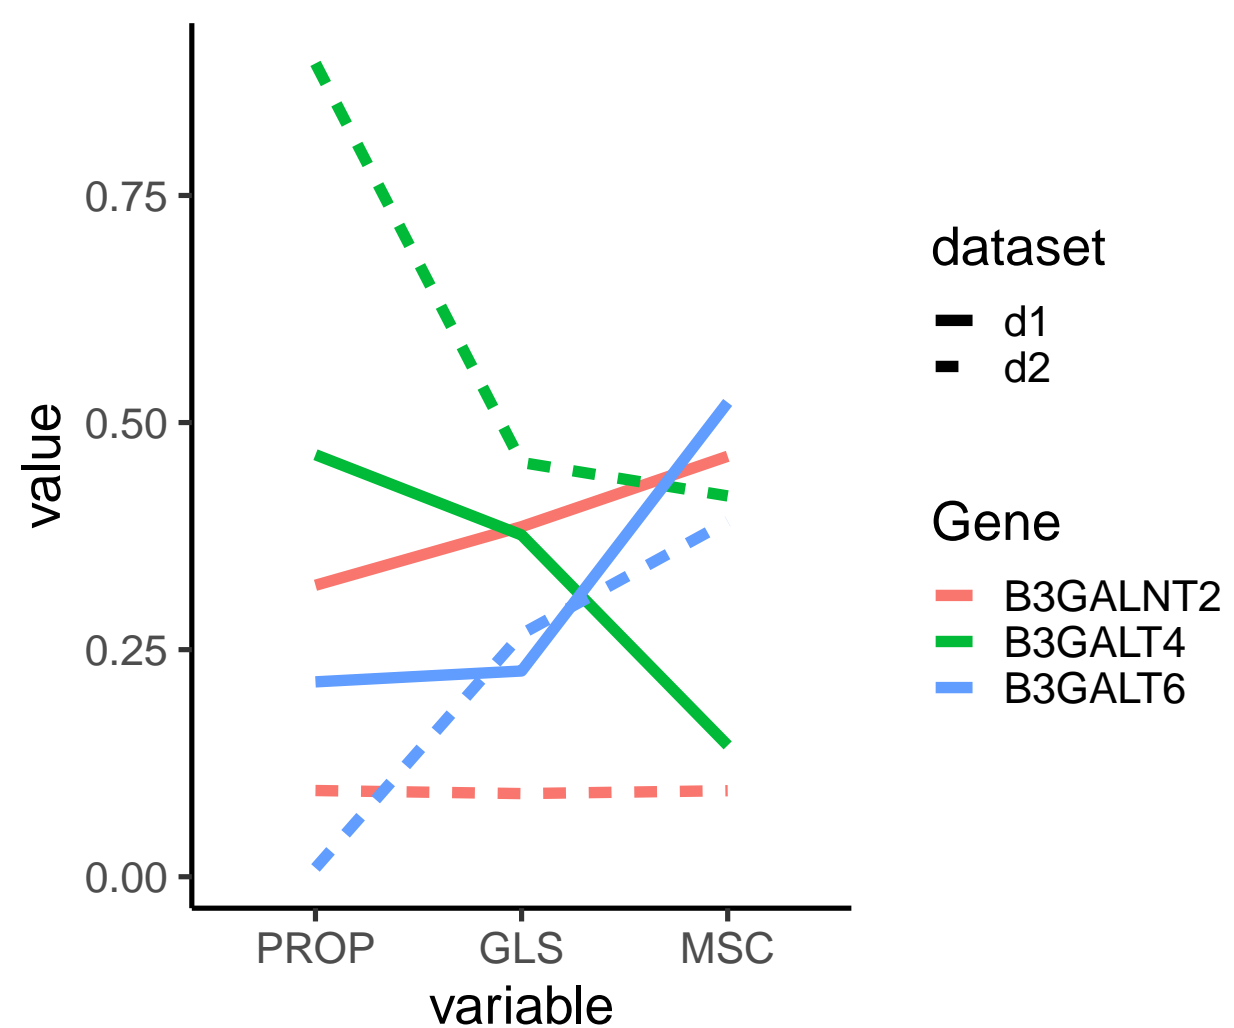 value
0.75
0.50
0.25
0.00
PROP GLS MSC
variable
dataset
d1
d2
Gene
B3GALNT2
B3GALT4
B3GALT6